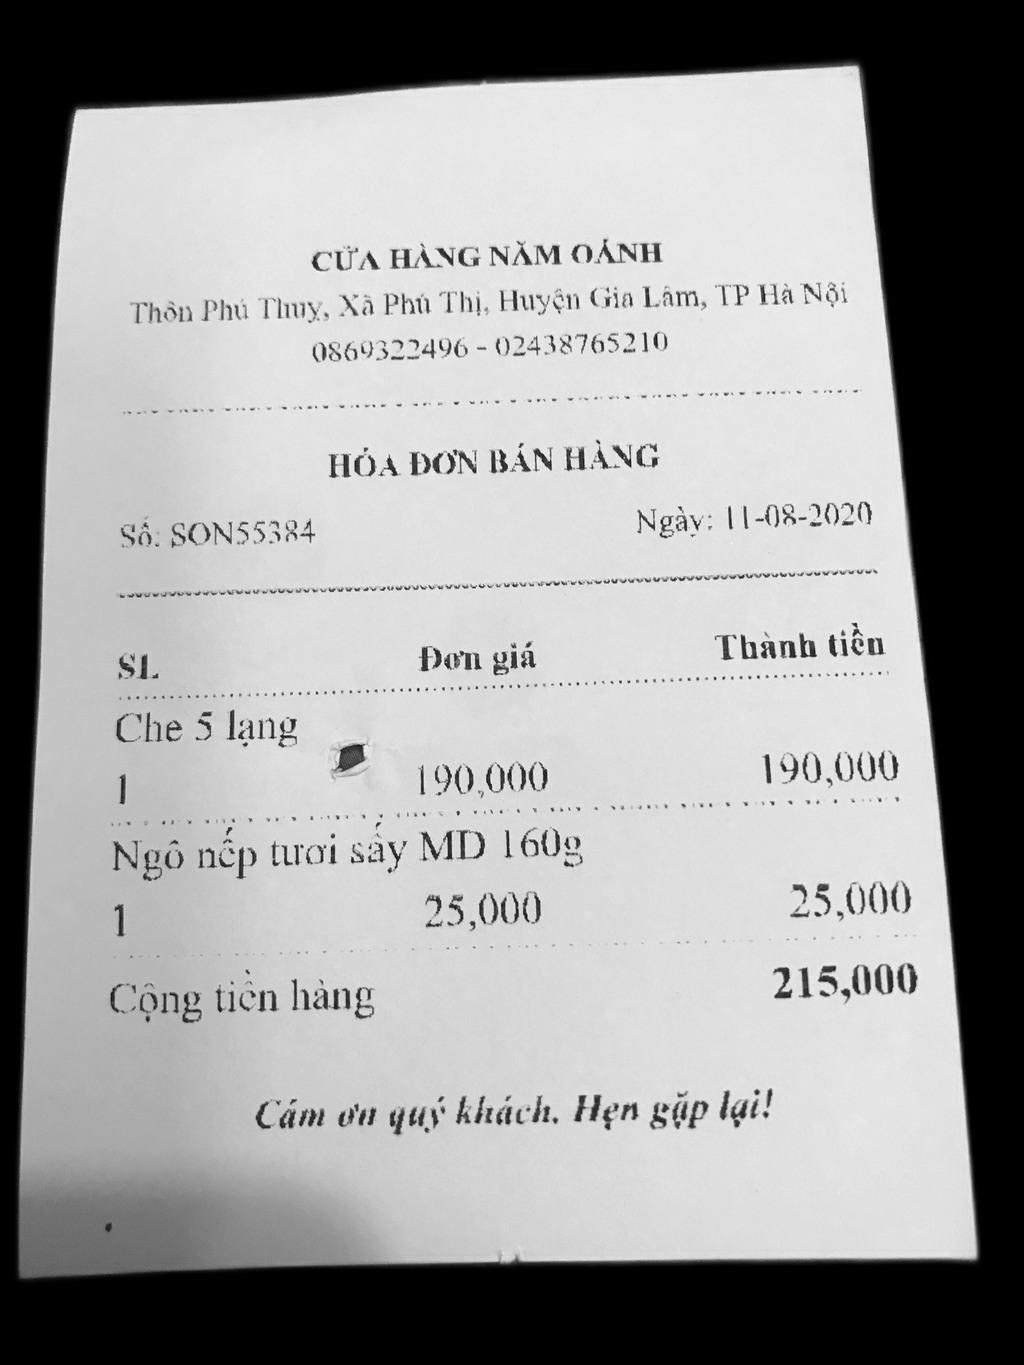 CỬA HÀNG NĂM OÁNH
Thôn Phú Thuỵ, Xã Phú Thị, Huyện Gia Lâm, TP Hà Nội
0869322496 - 02438765210
HÓA ĐƠN BÁN HÀNG
Số: SON55384 Ngày: 11-08-2020
SL Đơn giá Thành tiền
Che 5 lạng
1 190,000 190,000
Ngô nếp tươi sấy MD 160g
1 25,000 25,000
Cộng tiền hàng 215,000
Cám ơn quý khách. Hẹn gặp lại!